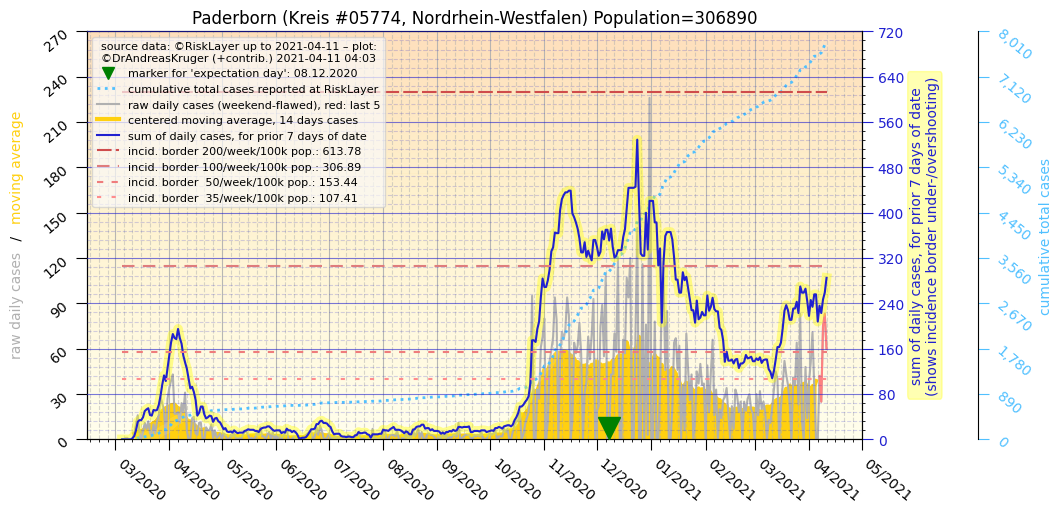 Paderborn (Kreis #05774, Nordrhein-Westfalen) Population=306890
source data: ©RiskLayer up to 2021-04-11 – plot:
©DrAndreasKruger (+contrib.) 2021-04-11 04:03
marker for 'expectation day': 08.12.2020
cumulative total cases reported at RiskLayer
raw daily cases (weekend-flawed), red: last 5
centered moving average, 14 days cases
sum of daily cases, for prior 7 days of date
incid. border 200/week/100k pop.: 613.78
incid. border 100/week/100k pop.: 306.89
incid. border 50/week/100k pop.: 153.44
incid. border 35/week/100k pop.: 107.41
raw daily cases / moving average
270
240
210
180
150
120
90
60
30
0
03/2020
04/2020
05/2020
06/2020
07/2020
08/2020
09/2020
10/2020
11/2020
12/2020
01/2021
02/2021
03/2021
04/2021
05/2021
720
640
560
480
400
320
240
160
80
0
sum of daily cases, for prior 7 days of date
(shows incidence border under-/overshooting)
8,010
7,120
6,230
5,340
4,450
3,560
2,670
1,780
890
0
cumulative total cases